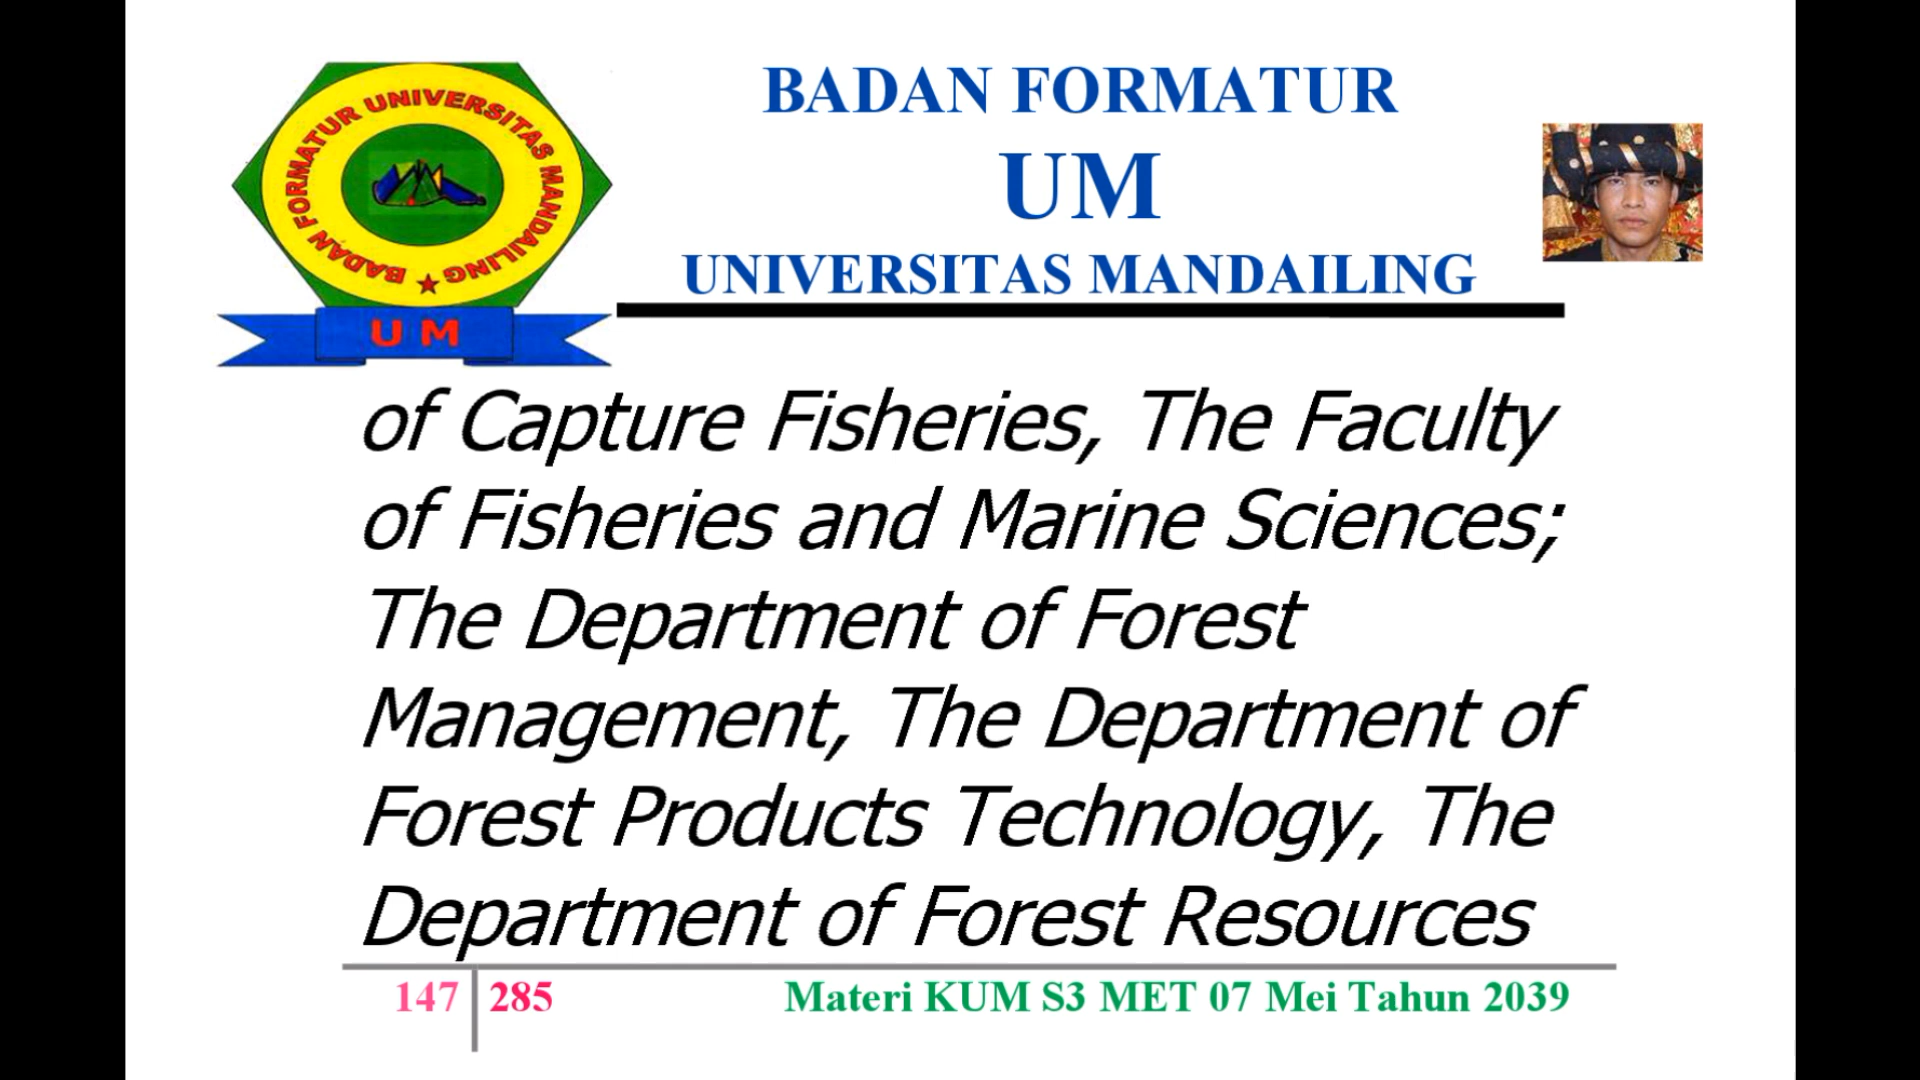 BADAN FORMATUR UNIVERSITAS MANDAILING
U M
BADAN FORMATUR
UM
UNIVERSITAS MANDAILING
of Capture Fisheries, The Faculty
of Fisheries and Marine Sciences;
The Department of Forest
Management, The Department of
Forest Products Technology, The
Department of Forest Resources
147 285
Materi KUM S3 MET 07 Mei Tahun 2039